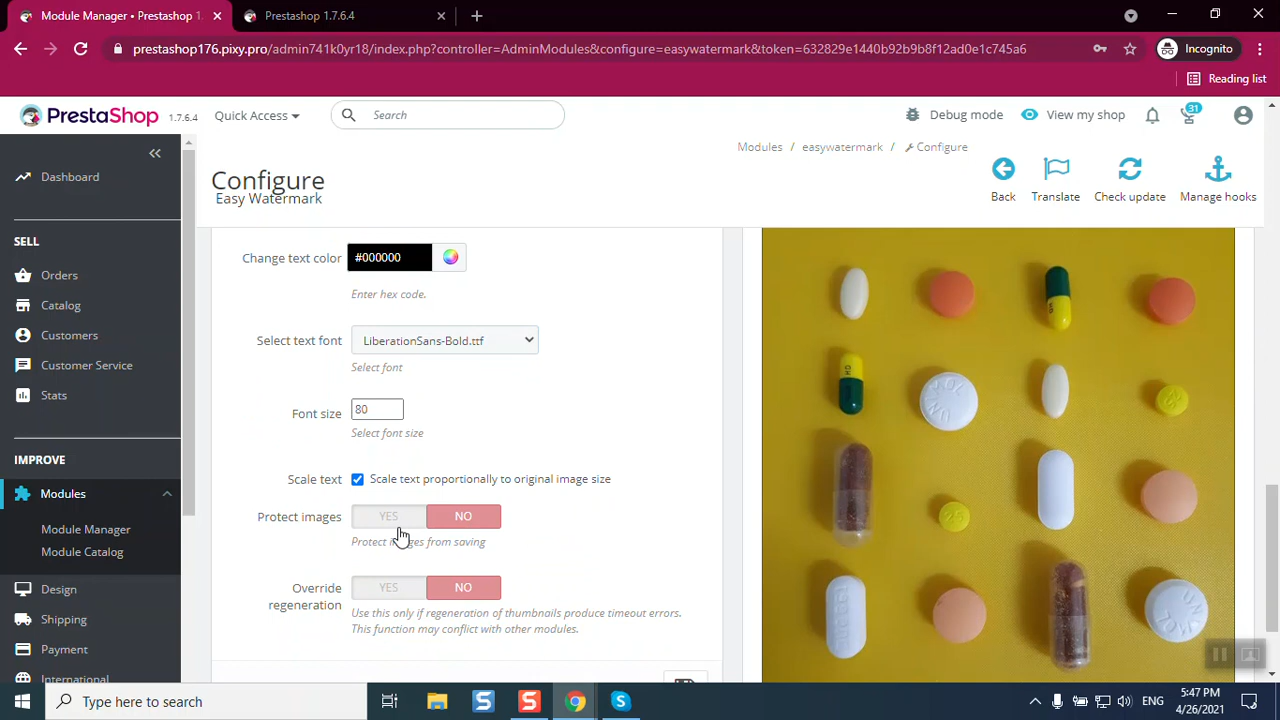 Module Manager • Prestashop 1.
Prestashop 1.7.6.4
prestashop176.pixy.pro/admin741k0yr18/index.php?controller=AdminModules&configure=easywatermark&token=632829e1440b92b9b8f12ad0e1c745a6
Incognito
Reading list
PrestaShop 1.7.6.4
Quick Access
Search
Debug mode
View my shop
31
Modules / easywatermark / Configure
Configure
Easy Watermark
Back
Translate
Check update
Manage hooks
Dashboard
SELL
Orders
Catalog
Customers
Customer Service
Stats
IMPROVE
Modules
Module Manager
Module Catalog
Design
Shipping
Payment
International
Change text color
#000000
Enter hex code.
Select text font
LiberationSans-Bold.ttf
Select font
Font size
80
Select font size
Scale text
Scale text proportionally to original image size
Protect images
YES
NO
Protect images from saving
Override regeneration
YES
NO
Use this only if regeneration of thumbnails produce timeout errors.
This function may conflict with other modules.
Type here to search
ENG
5:47 PM
4/26/2021